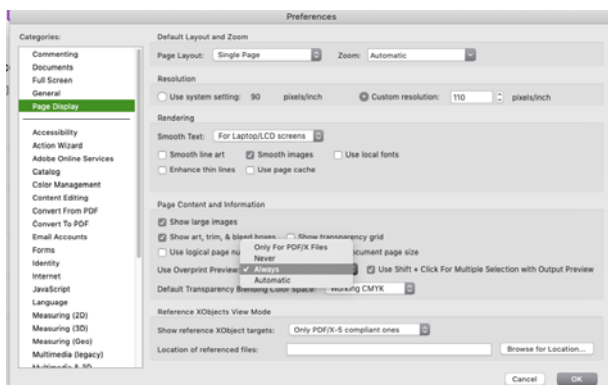 Preferences
Categories:
Commenting
Documents
Full Screen
General
Page Display
Accessibility
Action Wizard
Adobe Online Services
Catalog
Color Management
Content Editing
Convert From PDF
Convert To PDF
Email Accounts
Forms
Identity
Internet
JavaScript
Language
Measuring (2D)
Measuring (3D)
Measuring (Geo)
Multimedia (legacy)
Default Layout and Zoom
Page Layout: Single Page Zoom: Automatic
Resolution
Use system setting: 90 pixels/inch Custom resolution: 110 pixels/inch
Rendering
Smooth Text: For Laptop/LCD screens
Smooth line art Smooth images Use local fonts
Enhance thin lines Use page cache
Page Content and Information
Show large images
Show art, trim, & bleed boxes Show transparency grid
Use logical page document page size
Only For PDF/X Files
Never
Always
Automatic
Use Overprint Preview Use Shift + Click For Multiple Selection with Output Preview
Default Transparency Blending Color Space: Working CMYK
Reference XObjects View Mode
Show reference XObject targets: Only PDF/X-5 compliant ones
Location of referenced files: Browse for Location...
Cancel OK